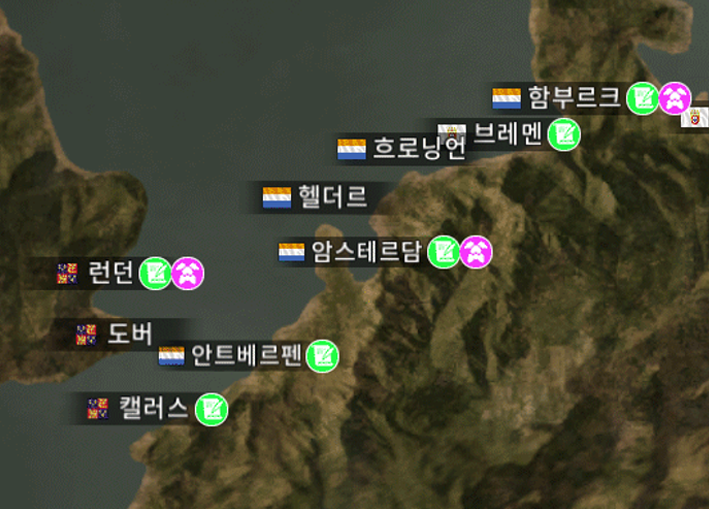 함부르크
브레멘
흐로닝언
헬더르
암스테르담
런던
도버
안트베르펜
캘러스